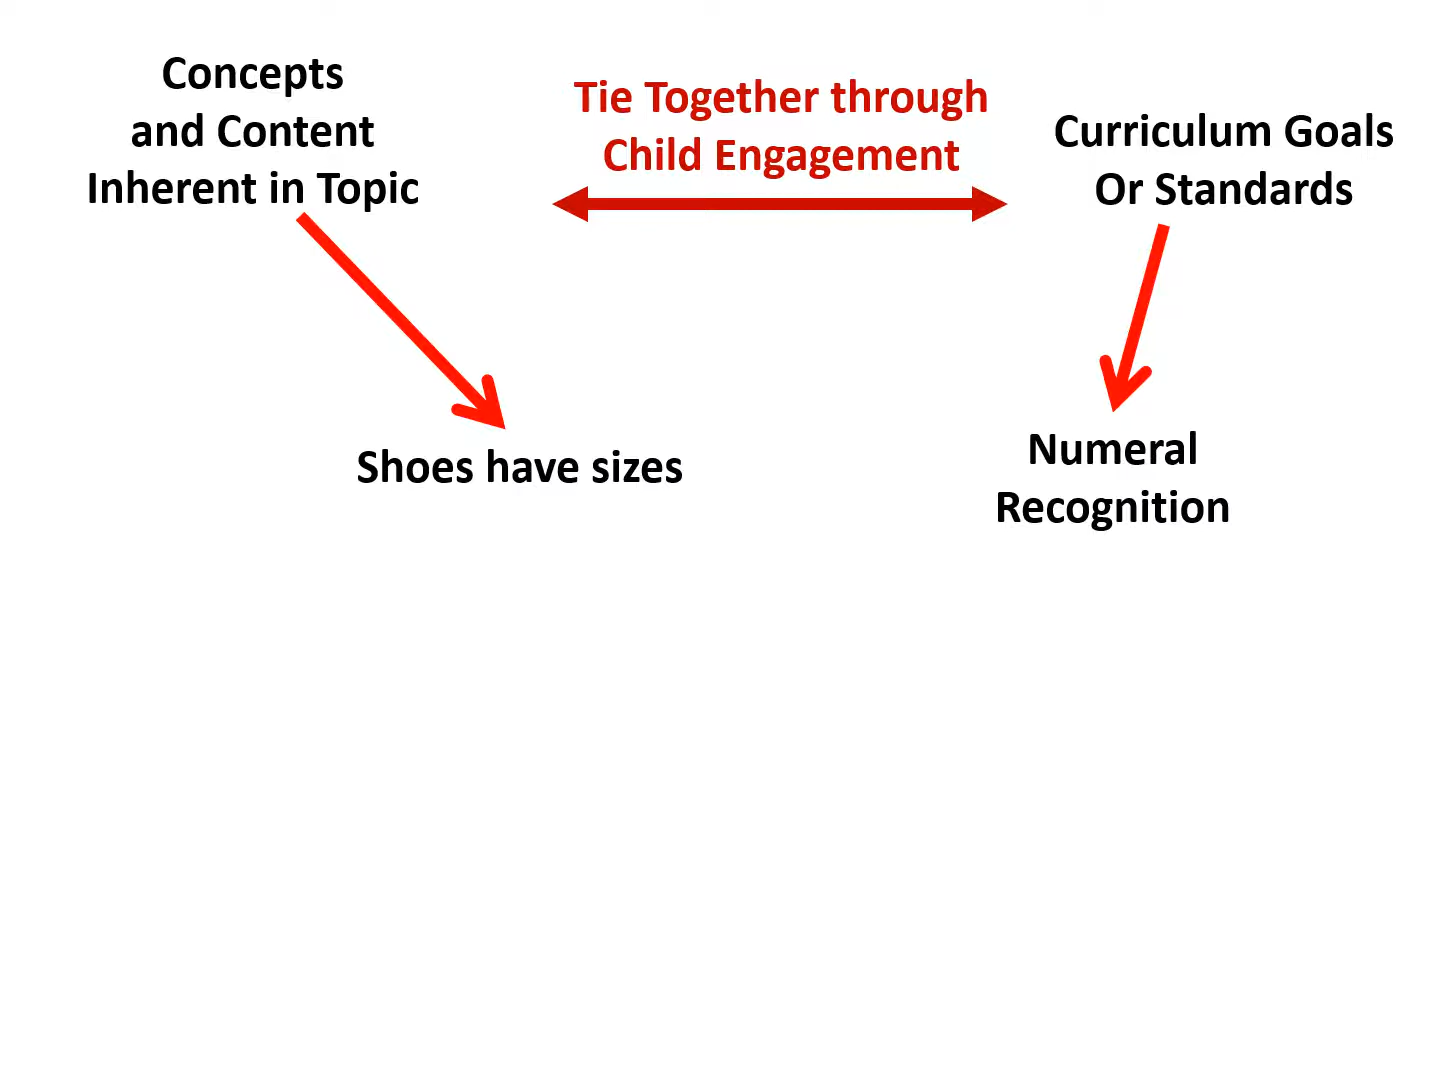 Concepts
and Content
Inherent in Topic
Tie Together through
Child Engagement
Curriculum Goals
Or Standards
Shoes have sizes
Numeral
Recognition